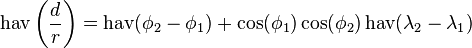 hav(d/r) = hav(ϕ₂ − ϕ₁) + cos(ϕ₁) cos(ϕ₂) hav(λ₂ − λ₁)